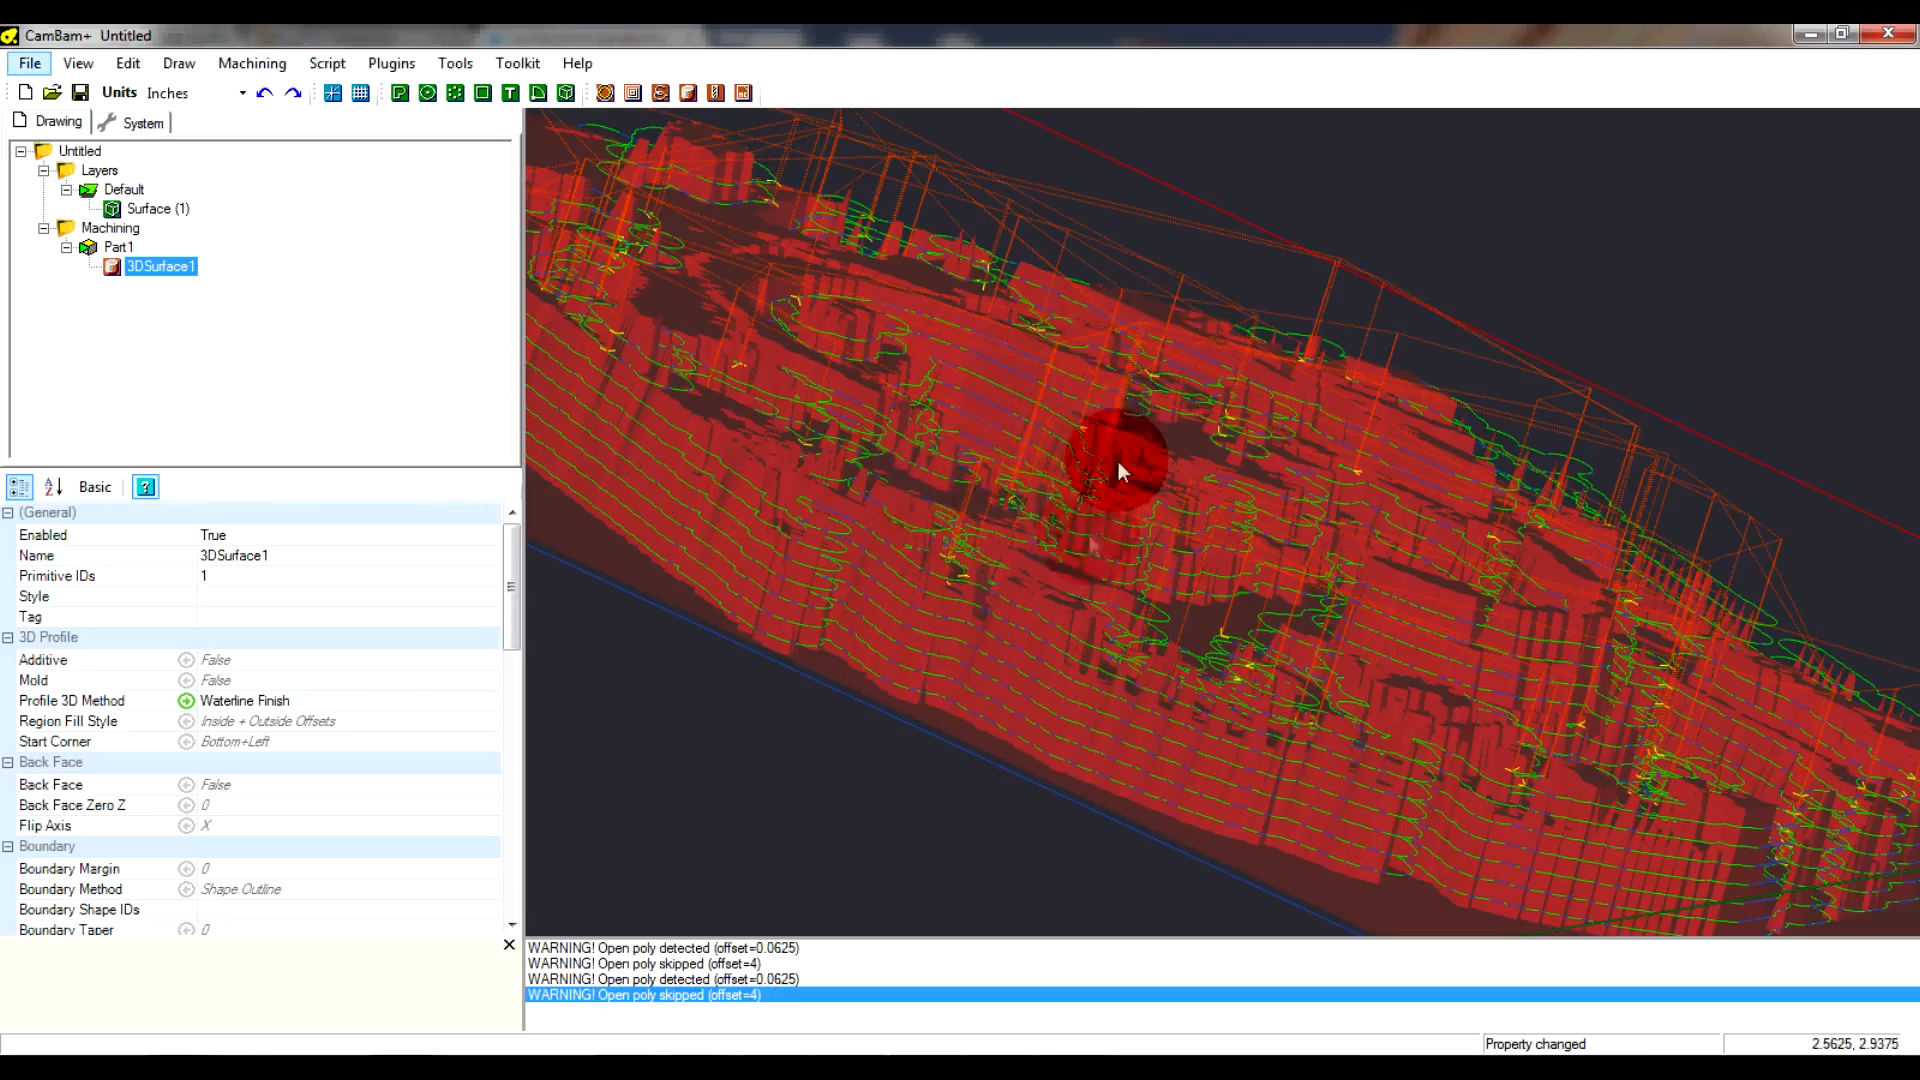 CamBam+ Untitled
File View Edit Draw Machining Script Plugins Tools Toolkit Help
Units Inches
Drawing System
Untitled
Layers
Default
Surface (1)
Machining
Part1
3DSurface1
Basic
(General)
Enabled True
Name 3DSurface1
Primitive IDs 1
Style
Tag
3D Profile
Additive False
Mold False
Profile 3D Method Waterline Finish
Region Fill Style Inside + Outside Offsets
Start Corner Bottom+Left
Back Face
Back Face False
Back Face Zero Z 0
Flip Axis X
Boundary
Boundary Margin 0
Boundary Method Shape Outline
Boundary Shape IDs
Boundary Taper 0
WARNING! Open poly detected (offset=0.0625)
WARNING! Open poly skipped (offset=4)
WARNING! Open poly detected (offset=0.0625)
WARNING! Open poly skipped (offset=4)
Property changed 2.5625, 2.9375